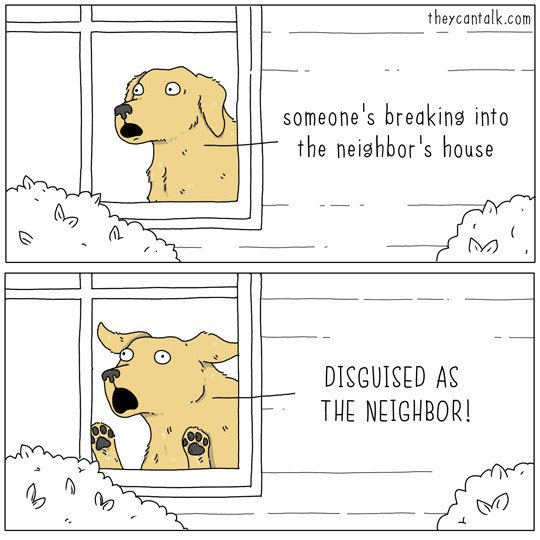 theycantalk.com
someone's breaking into
the neighbor's house
DISGUISED AS
THE NEIGHBOR!